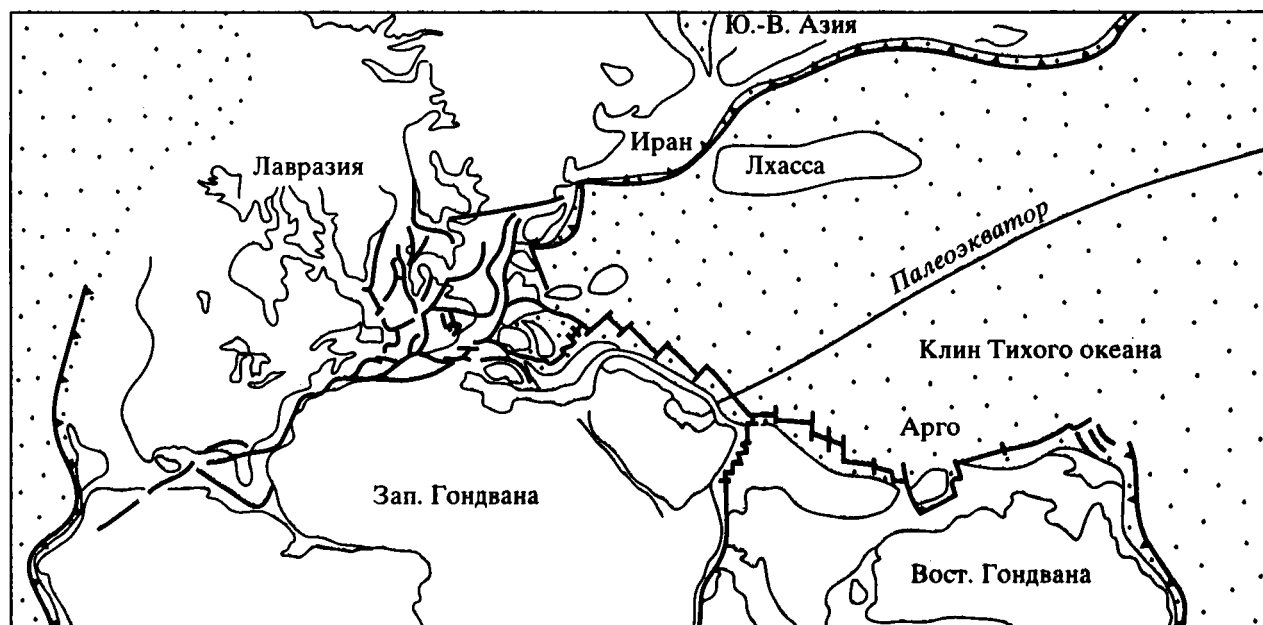 Ю.-В. Азия
Иран
Лхасса
Лавразия
Палеоэкватор
Клин Тихого океана
Арго
Зап. Гондвана
Вост. Гондвана